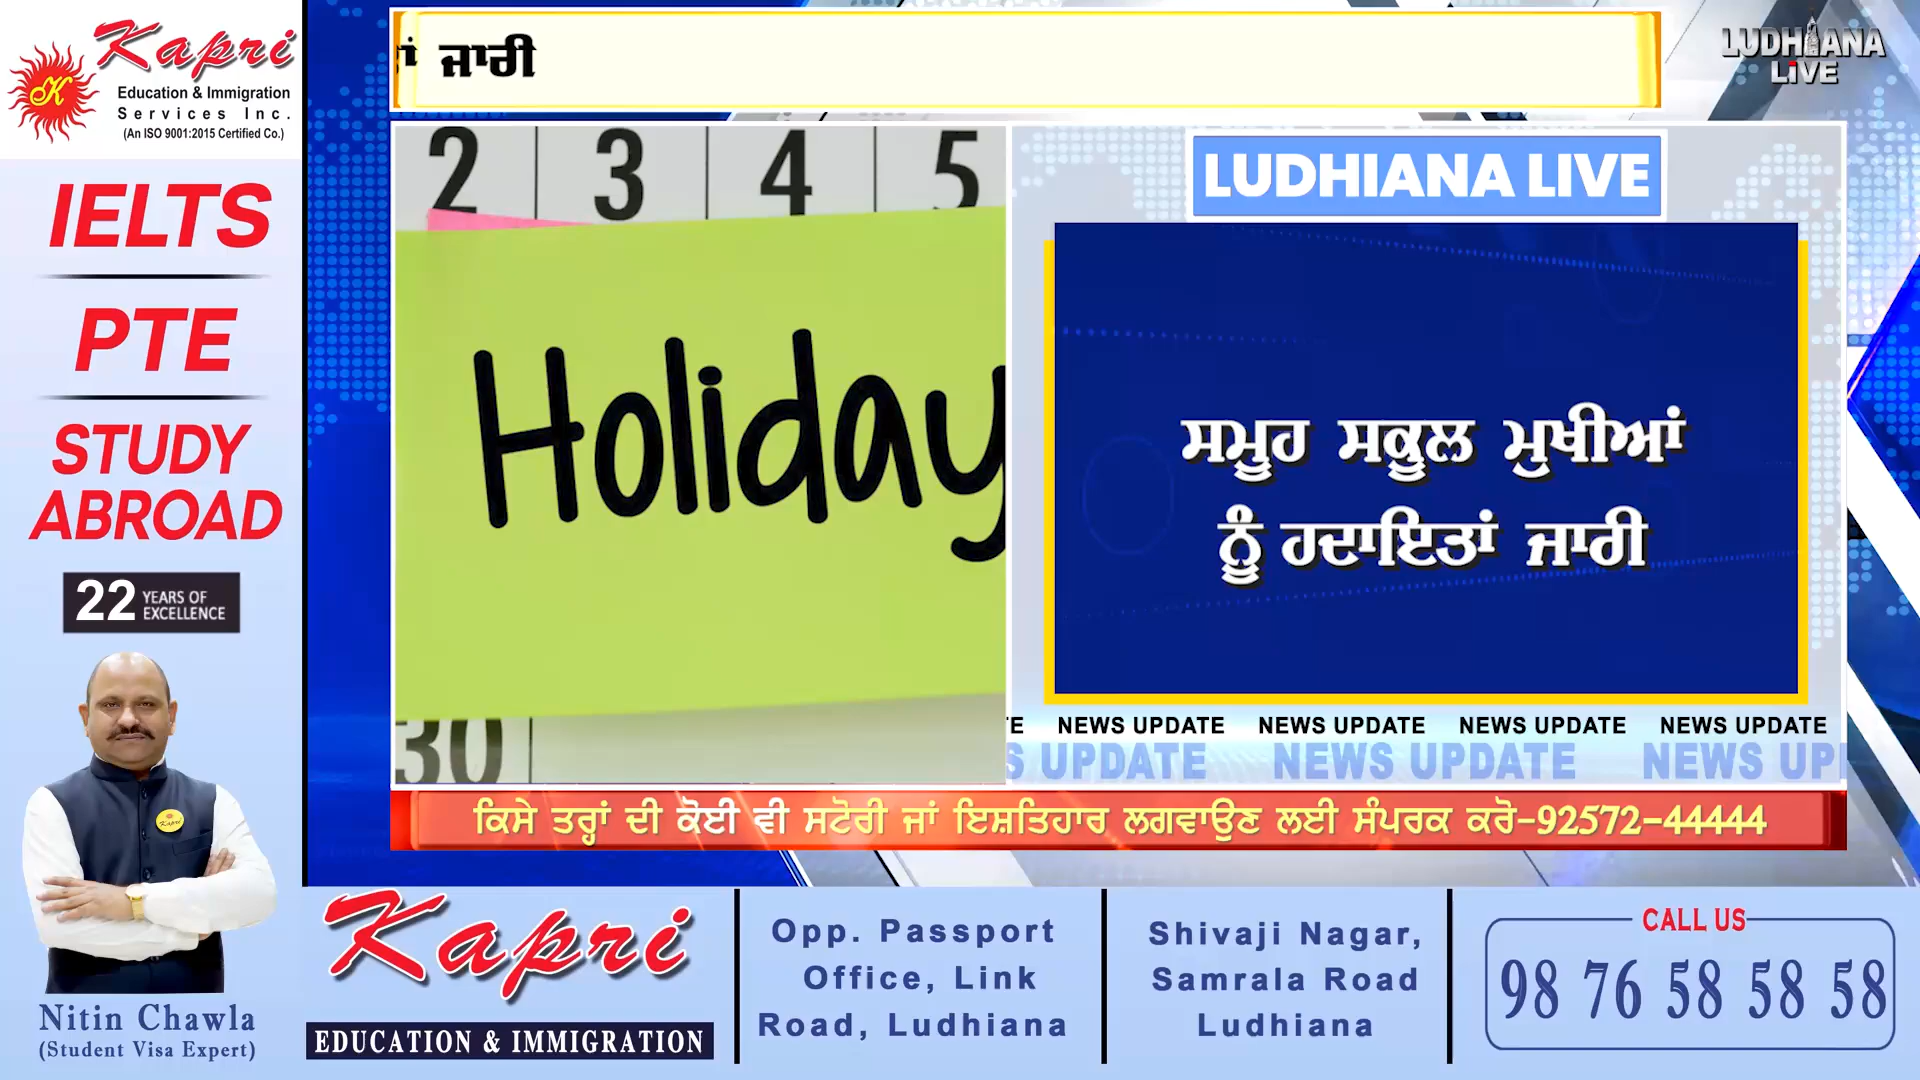 Kapri
Education & Immigration
Services Inc.
(An ISO 9001:2015 Certified Co.)
K
IELTS
PTE
STUDY
ABROAD
22 YEARS OF
EXCELLENCE
Kapri
Nitin Chawla
(Student Visa Expert)
ਜਾਰੀ
LUDHIANA
LIVE
2 3 4 5
Holiday
30
LUDHIANA LIVE
ਸਮੂਹ ਸਕੂਲ ਮੁਖੀਆਂ
ਨੂੰ ਹਦਾਇਤਾਂ ਜਾਰੀ
NEWS UPDATE NEWS UPDATE NEWS UPDATE NEWS UPDATE
UPDATE NEWS UPDATE NEWS UP
ਕਿਸੇ ਤਰ੍ਹਾਂ ਦੀ ਕੋਈ ਵੀ ਸਟੋਰੀ ਜਾਂ ਇਸ਼ਤਿਹਾਰ ਲਗਵਾਉਣ ਲਈ ਸੰਪਰਕ ਕਰੋ-92572-44444
Kapri
EDUCATION & IMMIGRATION
Opp. Passport
Office, Link
Road, Ludhiana
Shivaji Nagar,
Samrala Road
Ludhiana
CALL US
98 76 58 58 58